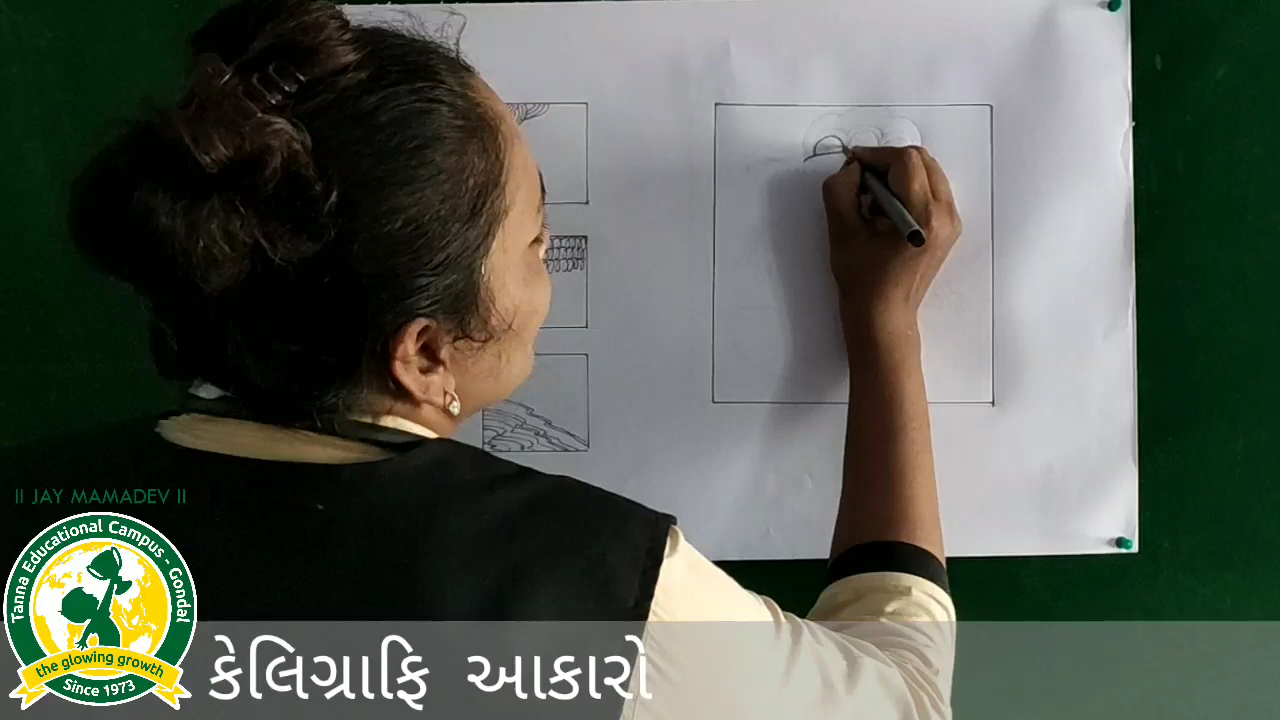 II JAY MAMADEV II
Tanna Educational Campus - Gondal
the glowing growth
Since 1973
કેલિગ્રાફિ આકારો